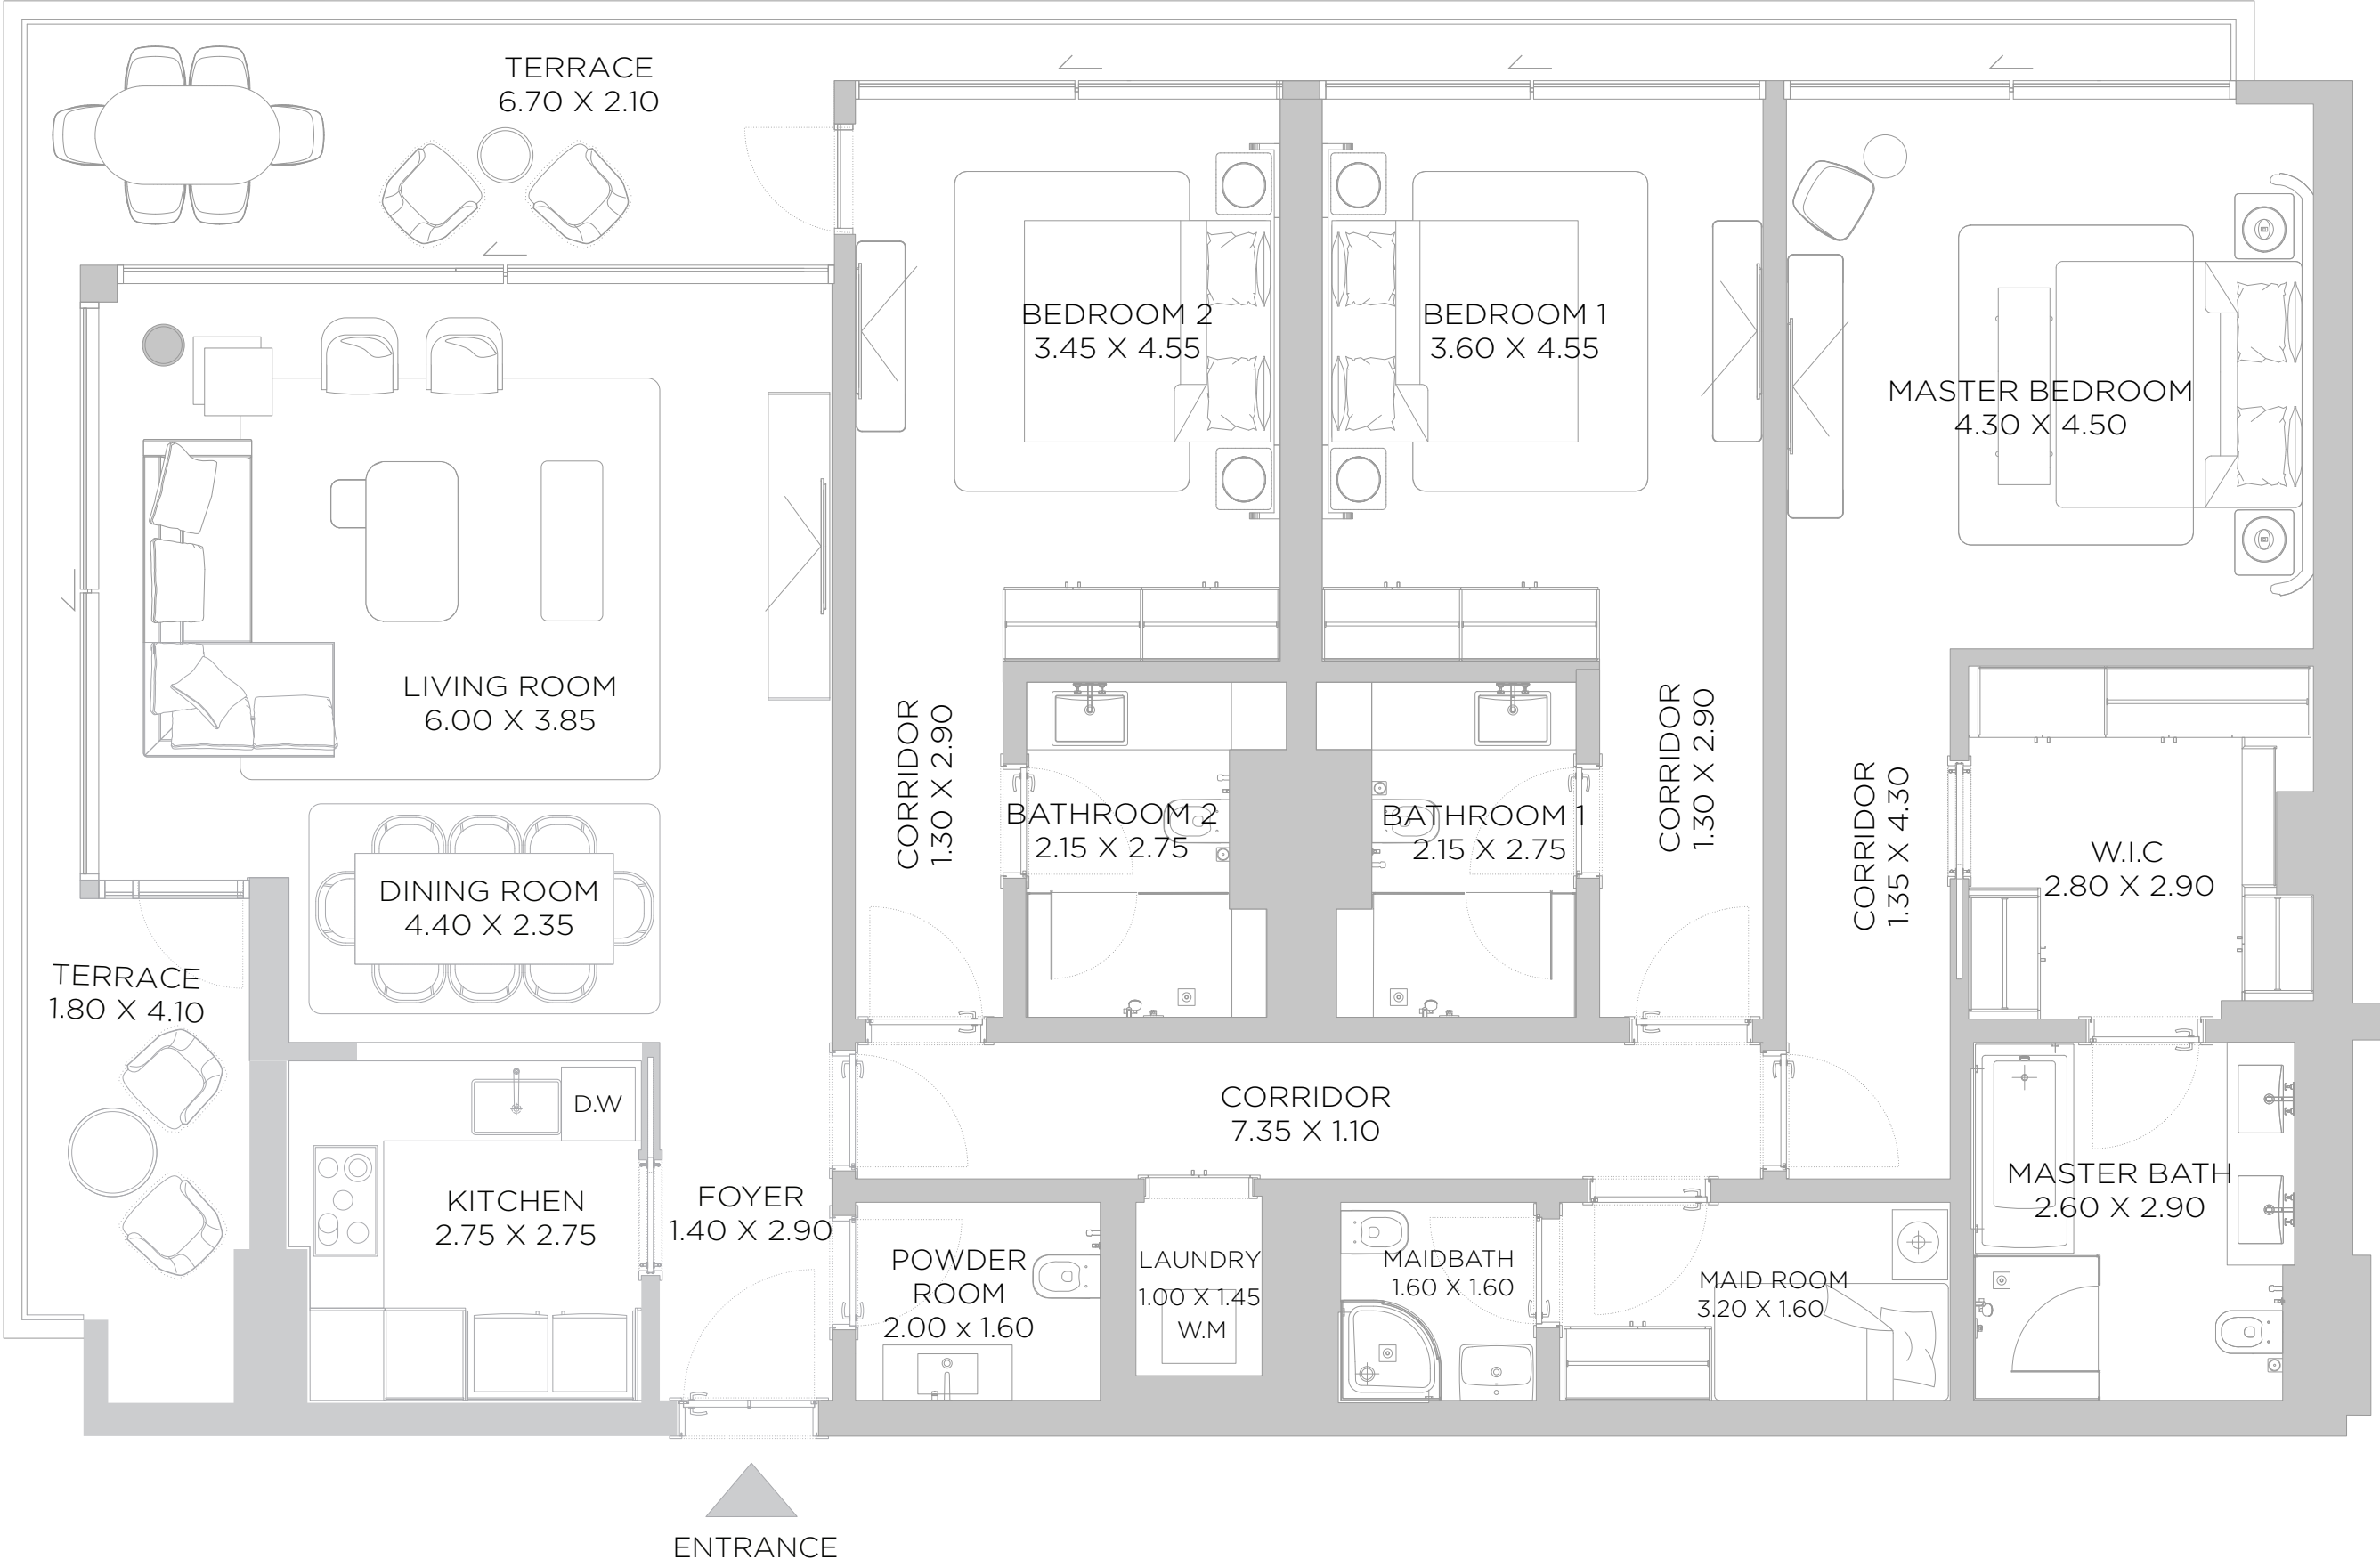 TERRACE
6.70 X 2.10
BEDROOM 2
3.45 X 4.55
BEDROOM 1
3.60 X 4.55
MASTER BEDROOM
4.30 X 4.50
LIVING ROOM
6.00 X 3.85
CORRIDOR
1.30 X 2.90
BATHROOM 2
2.15 X 2.75
BATHROOM 1
2.15 X 2.75
CORRIDOR
1.30 X 2.90
CORRIDOR
1.35 X 4.30
W.I.C
2.80 X 2.90
DINING ROOM
4.40 X 2.35
TERRACE
1.80 X 4.10
D.W
CORRIDOR
7.35 X 1.10
KITCHEN
2.75 X 2.75
FOYER
1.40 X 2.90
MASTER BATH
2.60 X 2.90
POWDER
ROOM
2.00 x 1.60
LAUNDRY
1.00 X 1.45
W.M
MAIDBATH
1.60 X 1.60
MAID ROOM
3.20 X 1.60
ENTRANCE